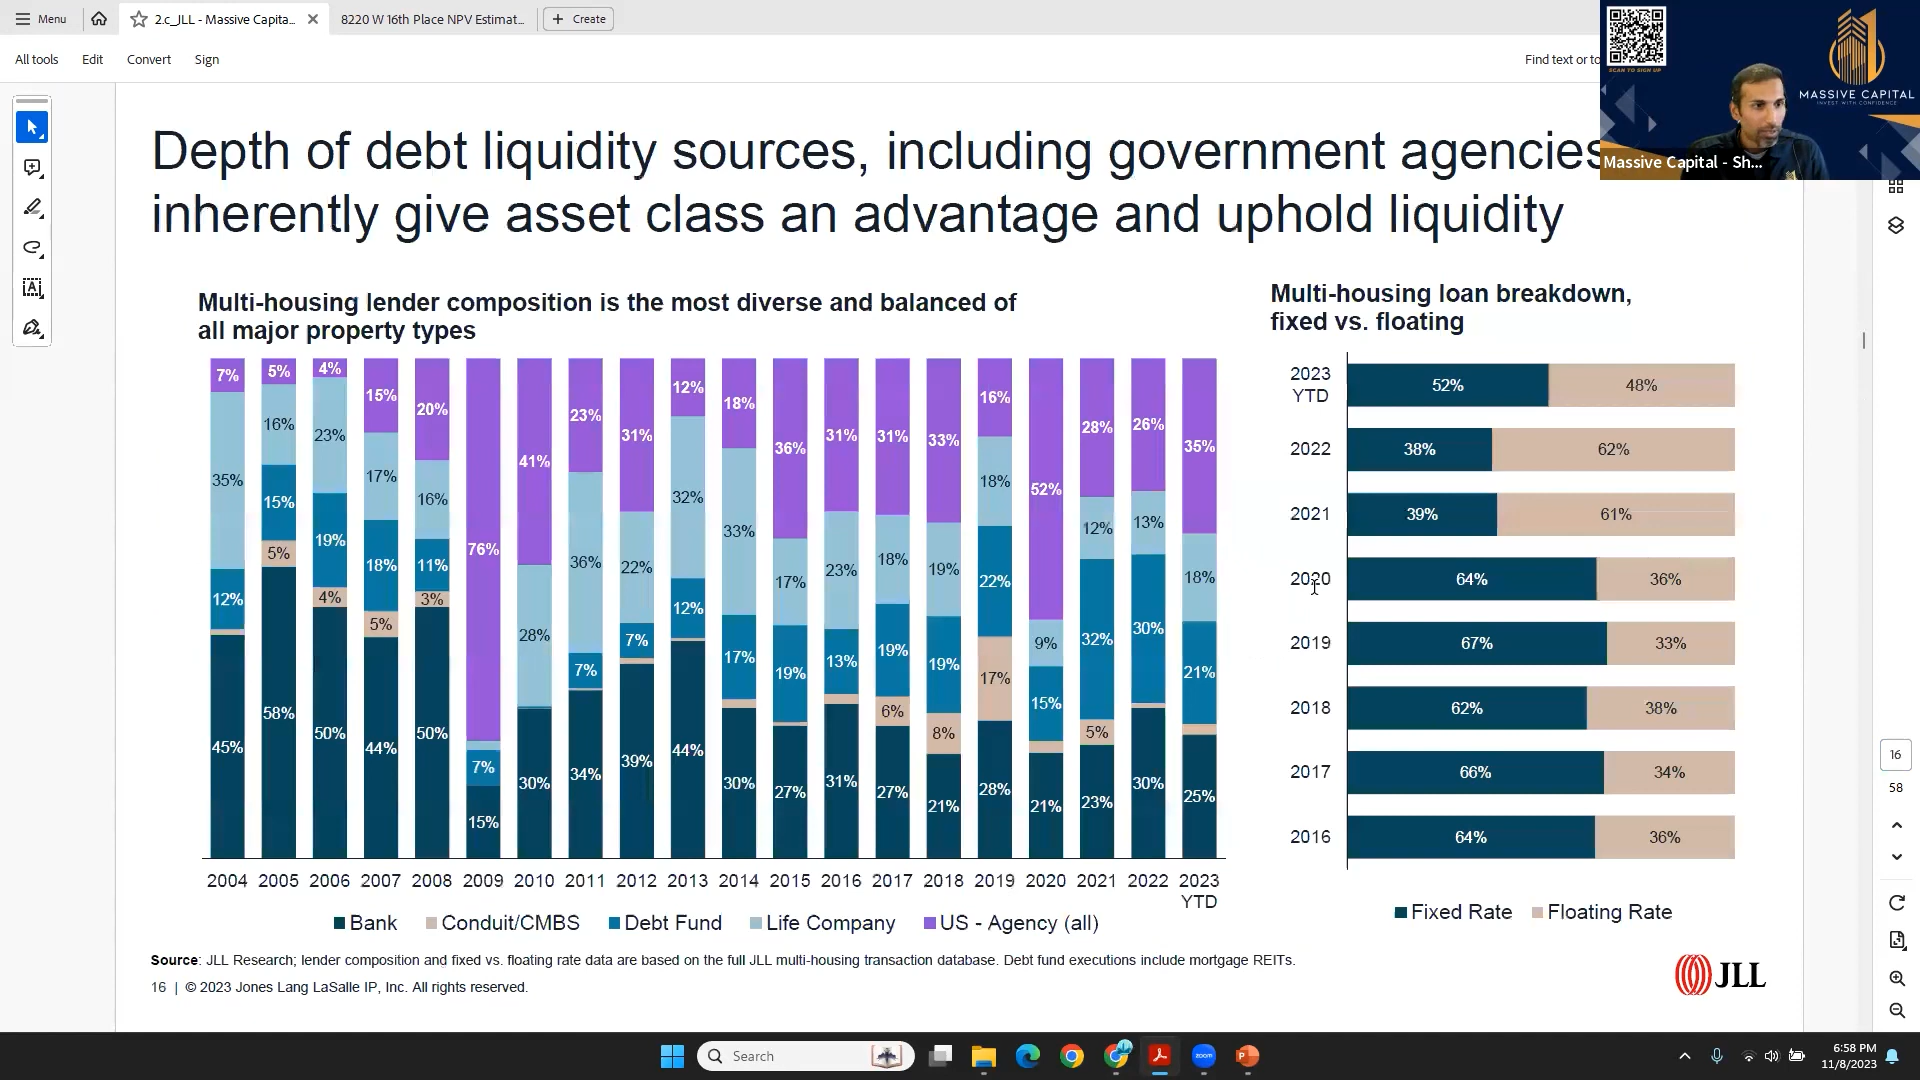 Menu
2.c_JLL - Massive Capita...
8220 W 16th Place NPV Estimat...
Create
All tools
Edit
Convert
Sign
Find text or to
SCAN TO SIGN UP
MASSIVE CAPITAL
INVEST WITH CONFIDENCE
Massive Capital - Sh...
Depth of debt liquidity sources, including government agencies
inherently give asset class an advantage and uphold liquidity
Multi-housing lender composition is the most diverse and balanced of
all major property types
7% 5% 4% 15% 20% 76% 41% 23% 31% 12% 18% 36% 31% 31% 33% 16% 52% 28% 26% 35%
35% 16% 23% 17% 16% 28% 36% 22% 32% 33% 17% 23% 18% 19% 18% 9% 12% 13% 18%
12% 15% 19% 18% 11% 7% 7% 7% 12% 17% 19% 13% 19% 19% 22% 15% 32% 30% 21%
5% 4% 5% 3% 6% 8% 17% 5%
45% 58% 50% 44% 50% 15% 30% 34% 39% 44% 30% 27% 31% 27% 21% 28% 21% 23% 30% 25%
2004 2005 2006 2007 2008 2009 2010 2011 2012 2013 2014 2015 2016 2017 2018 2019 2020 2021 2022 2023
YTD
Bank Conduit/CMBS Debt Fund Life Company US - Agency (all)
Multi-housing loan breakdown,
fixed vs. floating
2023
YTD
52% 48%
2022 38% 62%
2021 39% 61%
2020 64% 36%
2019 67% 33%
2018 62% 38%
2017 66% 34%
2016 64% 36%
Fixed Rate Floating Rate
Source: JLL Research; lender composition and fixed vs. floating rate data are based on the full JLL multi-housing transaction database. Debt fund executions include mortgage REITs.
16 | © 2023 Jones Lang LaSalle IP, Inc. All rights reserved.
JLL
16
58
Search
zoom
P
6:58 PM
11/8/2023